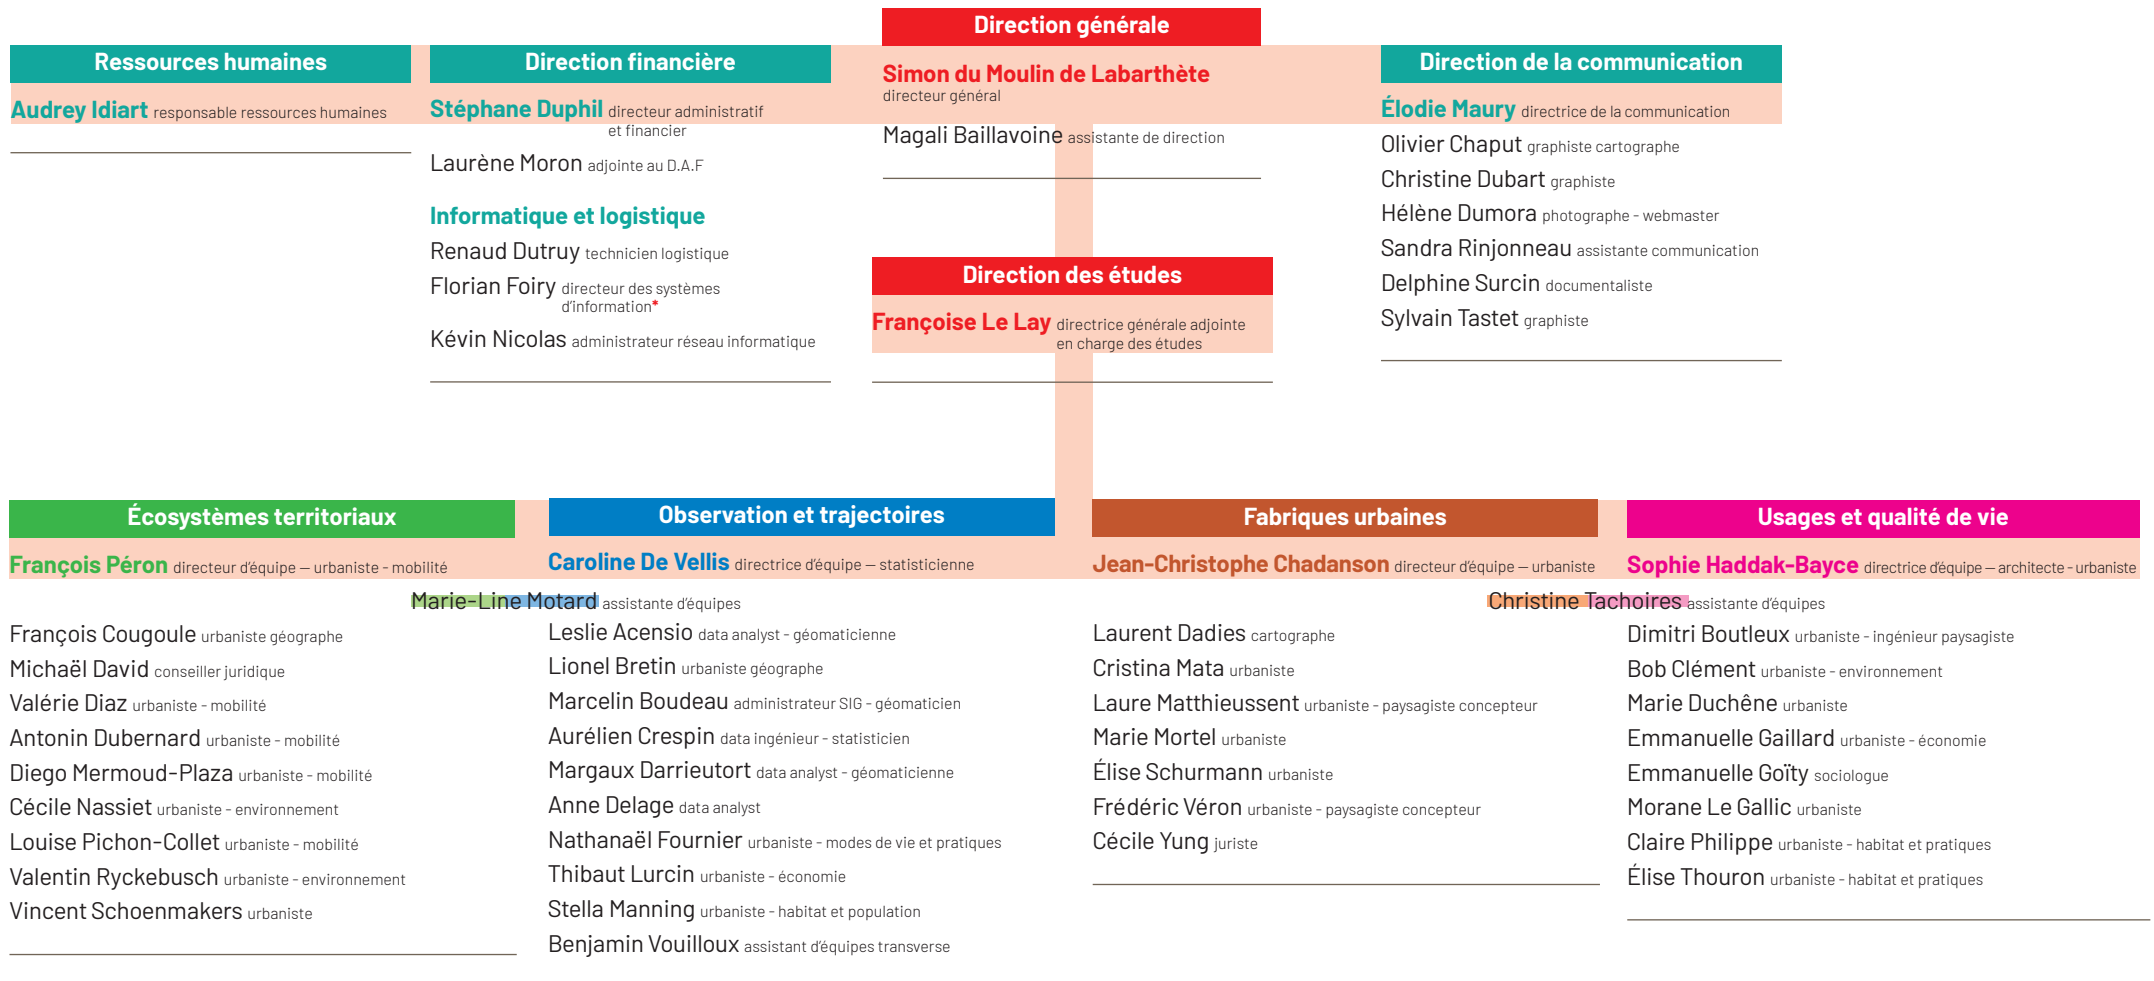 Direction générale
Simon du Moulin de Labarthète
directeur général
Magali Baillavoine assistante de direction
Ressources humaines
Audrey Idiart responsable ressources humaines
Direction financière
Stéphane Duphil directeur administratif
et financier
Laurène Moron adjointe au D.A.F
Informatique et logistique
Renaud Dutruy technicien logistique
Florian Foiry directeur des systèmes
d'information*
Kévin Nicolas administrateur réseau informatique
Direction de la communication
Élodie Maury directrice de la communication
Olivier Chaput graphiste cartographe
Christine Dubart graphiste
Hélène Dumora photographe - webmaster
Sandra Rinjonneau assistante communication
Delphine Surcin documentaliste
Sylvain Tastet graphiste
Direction des études
Françoise Le Lay directrice générale adjointe
en charge des études
Écosystèmes territoriaux
François Péron directeur d'équipe – urbaniste - mobilité
Marie-Line Motard assistante d'équipes
François Cougoule urbaniste géographe
Michaël David conseiller juridique
Valérie Diaz urbaniste - mobilité
Antonin Dubernard urbaniste - mobilité
Diego Mermoud-Plaza urbaniste - mobilité
Cécile Nassiet urbaniste - environnement
Louise Pichon-Collet urbaniste - mobilité
Valentin Ryckebusch urbaniste - environnement
Vincent Schoenmakers urbaniste
Observation et trajectoires
Caroline De Vellis directrice d'équipe – statisticienne
Leslie Acensio data analyst - géomaticienne
Lionel Bretin urbaniste géographe
Marcelin Boudeau administrateur SIG - géomaticien
Aurélien Crespin data ingénieur - statisticien
Margaux Darrieutort data analyst - géomaticienne
Anne Delage data analyst
Nathanaël Fournier urbaniste - modes de vie et pratiques
Thibaut Lurcin urbaniste - économie
Stella Manning urbaniste - habitat et population
Benjamin Vouilloux assistant d'équipes transverse
Fabriques urbaines
Jean-Christophe Chadanson directeur d'équipe – urbaniste
Christine Tachoires assistante d'équipes
Laurent Dadies cartographe
Cristina Mata urbaniste
Laure Matthieussent urbaniste - paysagiste concepteur
Marie Mortel urbaniste
Élise Schurmann urbaniste
Frédéric Véron urbaniste - paysagiste concepteur
Cécile Yung juriste
Usages et qualité de vie
Sophie Haddak-Bayce directrice d'équipe – architecte - urbaniste
Dimitri Boutleux urbaniste - ingénieur paysagiste
Bob Clément urbaniste - environnement
Marie Duchêne urbaniste
Emmanuelle Gaillard urbaniste - économie
Emmanuelle Goïty sociologue
Morane Le Gallic urbaniste
Claire Philippe urbaniste - habitat et pratiques
Élise Thouron urbaniste - habitat et pratiques